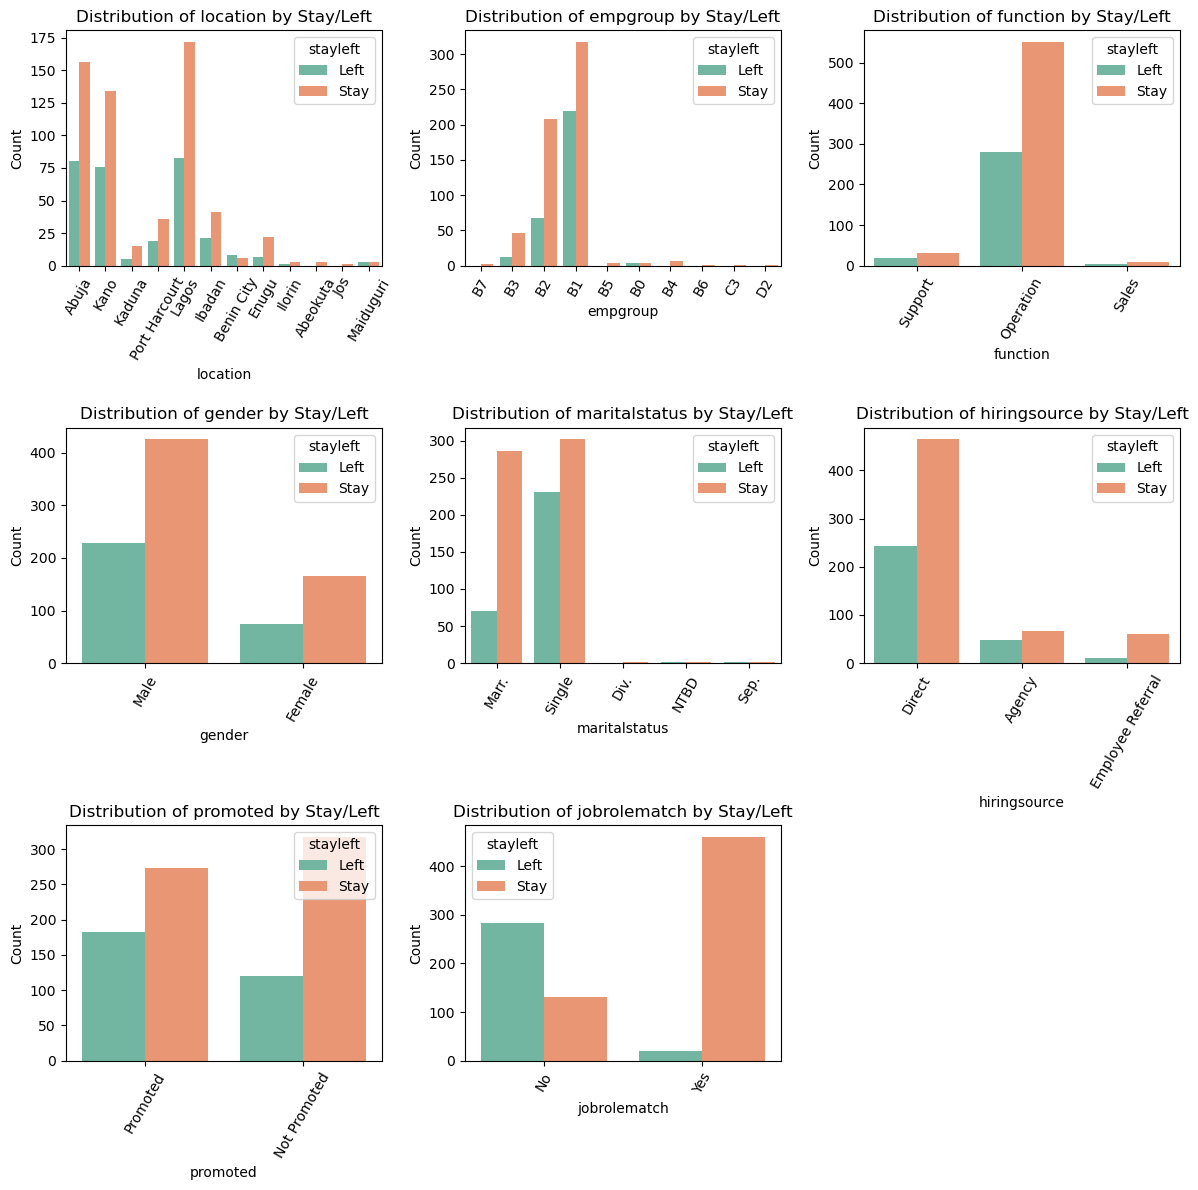 Distribution of location by Stay/Left
175
150
125
100
75
50
25
0
Count
stayleft
Left
Stay
Abuja
Kano
Kaduna
Port Harcourt
Lagos
Ibadan
Benin City
Enugu
Ilorin
Abeokuta
Jos
Maiduguri
location
Distribution of empgroup by Stay/Left
300
250
200
150
100
50
0
Count
stayleft
Left
Stay
B7
B3
B2
B1
B5
B0
B4
B6
C3
D2
empgroup
Distribution of function by Stay/Left
500
400
300
200
100
0
Count
stayleft
Left
Stay
Support
Operation
Sales
function
Distribution of gender by Stay/Left
400
300
200
100
0
Count
stayleft
Left
Stay
Male
Female
gender
Distribution of maritalstatus by Stay/Left
300
250
200
150
100
50
0
Count
stayleft
Left
Stay
Marr.
Single
Div.
NTBD
Sep.
maritalstatus
Distribution of hiringsource by Stay/Left
400
300
200
100
0
Count
stayleft
Left
Stay
Direct
Agency
Employee Referral
hiringsource
Distribution of promoted by Stay/Left
300
250
200
150
100
50
0
Count
stayleft
Left
Stay
Promoted
Not Promoted
promoted
Distribution of jobrolematch by Stay/Left
400
300
200
100
0
Count
stayleft
Left
Stay
No
Yes
jobrolematch